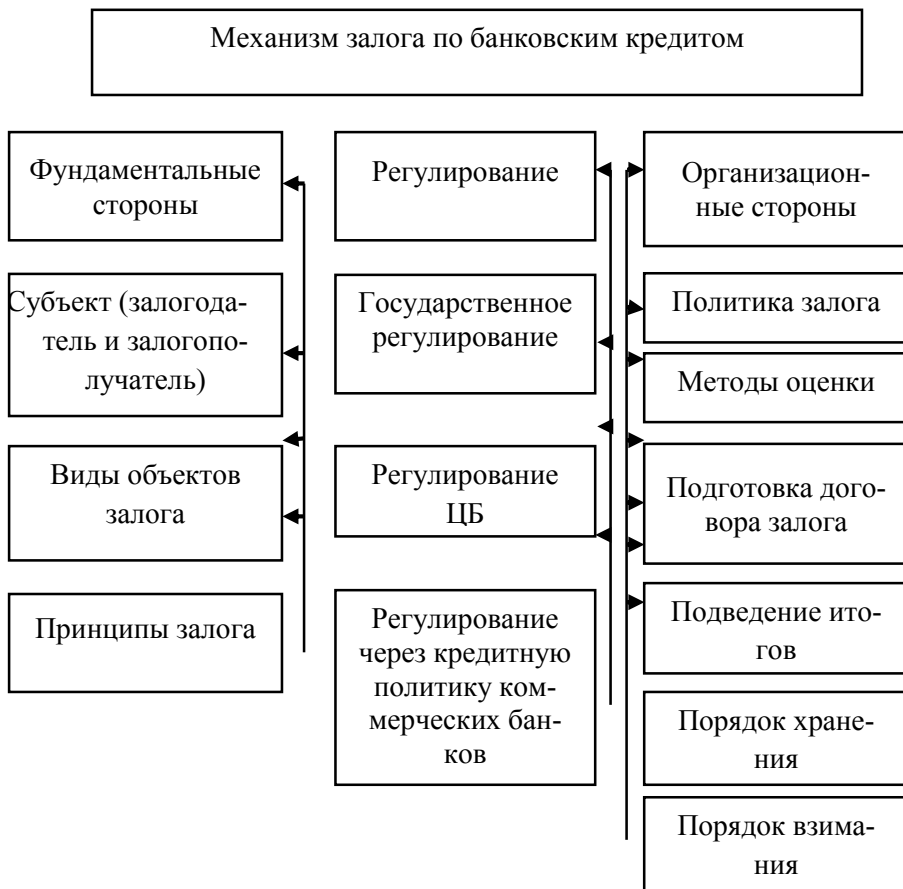 Механизм залога по банковским кредитом
Фундаментальные
стороны
Субъект (залогода-
тель и залогопо-
лучатель)
Виды объектов
залога
Принципы залога
Регулирование
Государственное
регулирование
Регулирование
ЦБ
Регулирование
через кредитную
политику ком-
мерческих бан-
ков
Организацион-
ные стороны
Политика залога
Методы оценки
Подготовка дого-
вора залога
Подведение ито-
гов
Порядок хране-
ния
Порядок взима-
ния